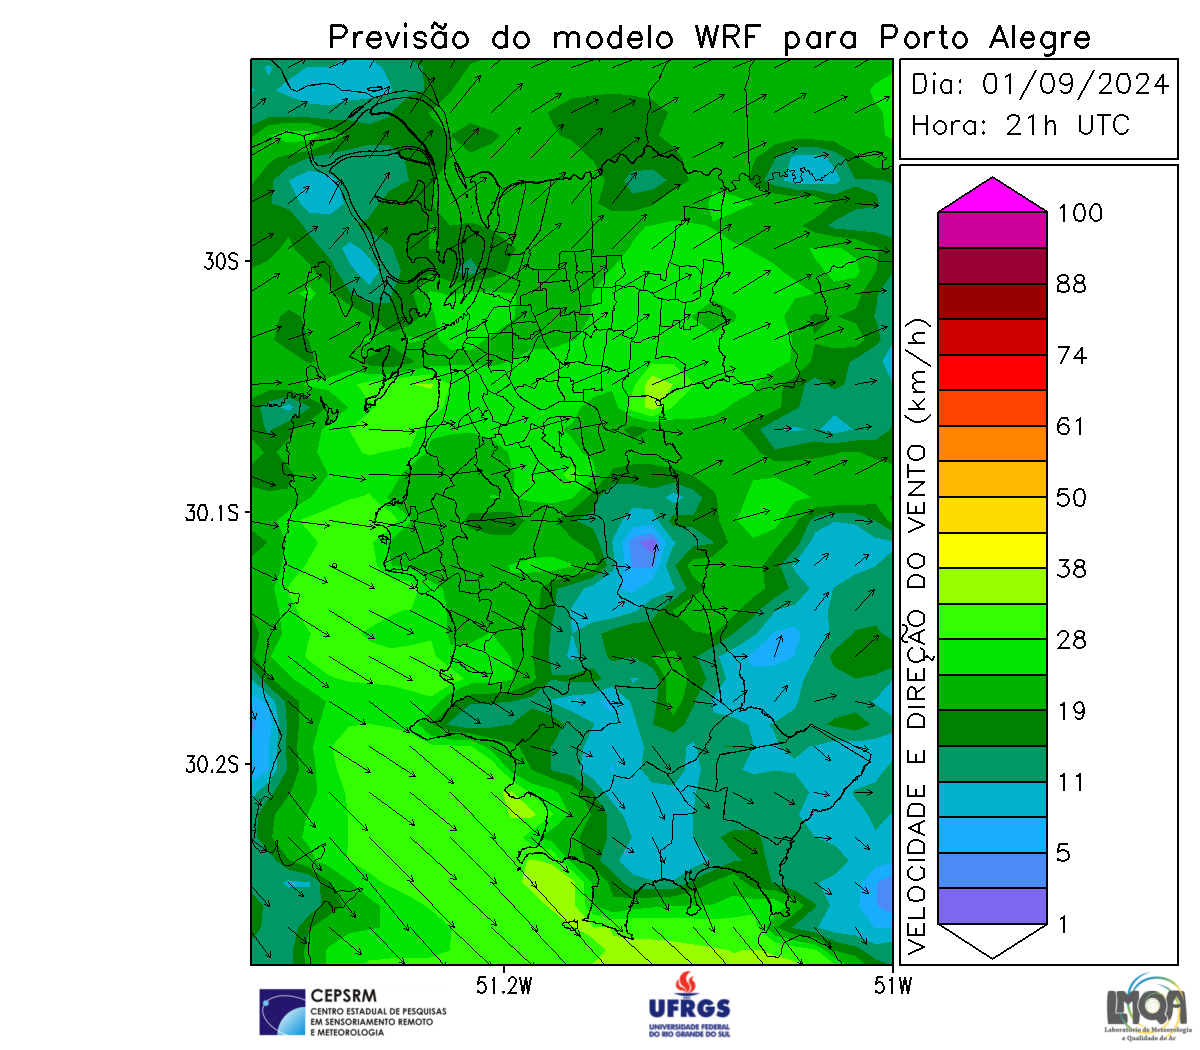 Previsão do modelo WRF para Porto Alegre
Dia: 01/09/2024
Hora: 21h UTC
30S
30.1S
30.2S
51.2W
51W
VELOCIDADE E DIREÇÃO DO VENTO (km/h)
100
88
74
61
50
38
28
19
11
5
1
CEPSRM
CENTRO ESTADUAL DE PESQUISAS
EM SENSORIAMENTO REMOTO
E METEOROLOGIA
UFRGS
UNIVERSIDADE FEDERAL
DO RIO GRANDE DO SUL
LMQA
Laboratório de Meteorologia
e Qualidade do Ar